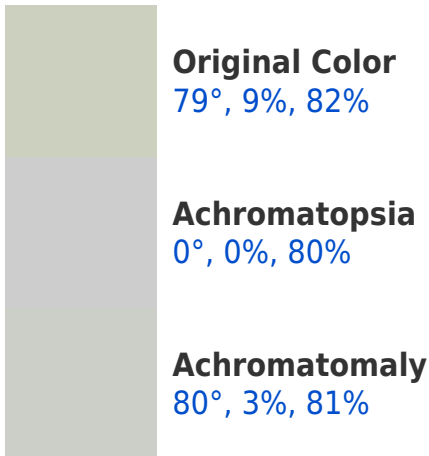 Original Color
79°, 9%, 82%
Achromatopsia
0°, 0%, 80%
Achromatomaly
80°, 3%, 81%